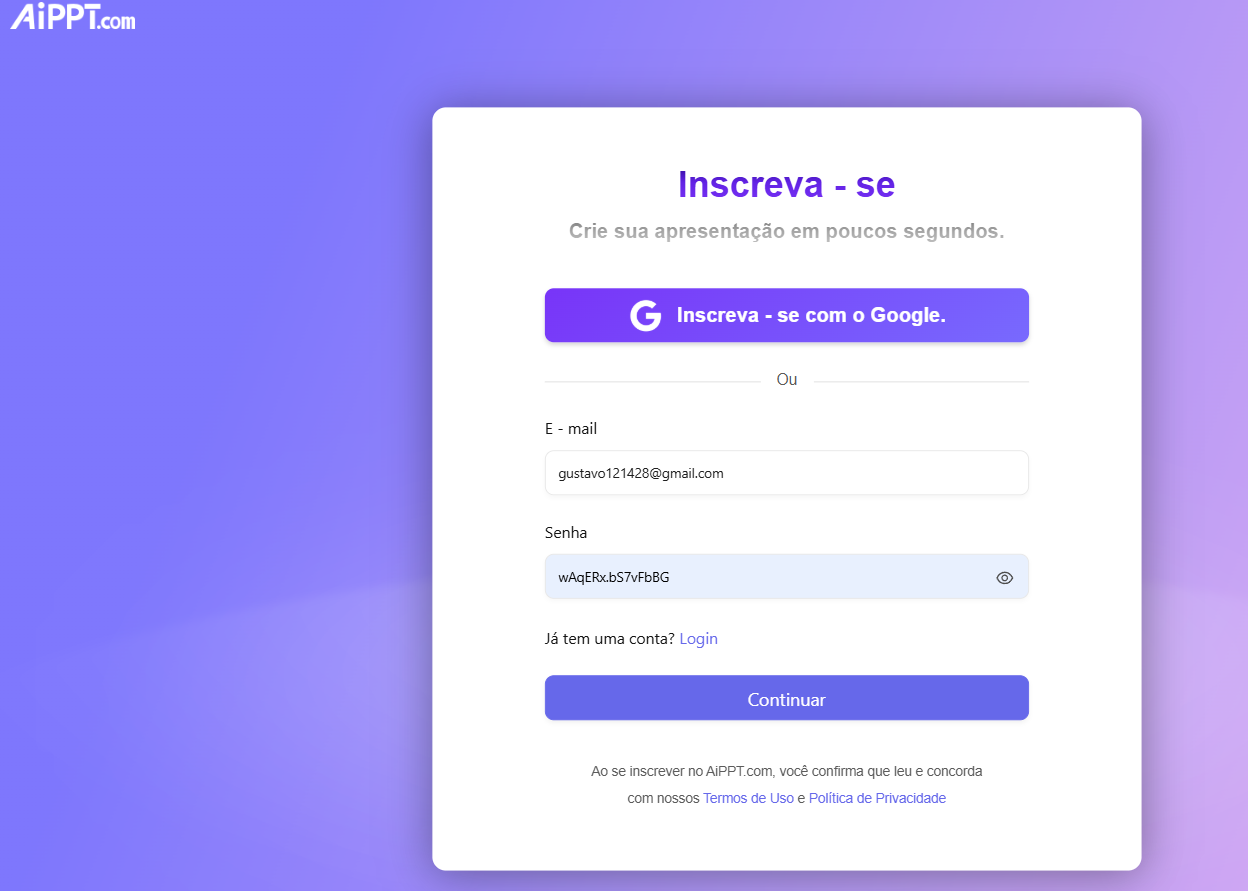 AiPPT.com
Inscreva - se
Crie sua apresentação em poucos segundos.
Inscreva - se com o Google.
Ou
E - mail
gustavo121428@gmail.com
Senha
wAqERx.bS7vFbBG
Já tem uma conta? Login
Continuar
Ao se inscrever no AiPPT.com, você confirma que leu e concorda
com nossos Termos de Uso e Política de Privacidade